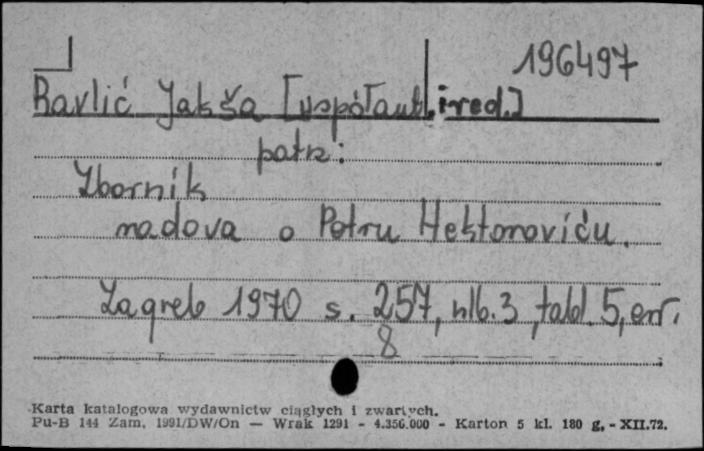 196497
Ravlić Jakša [współaut. i red.]
patrz:
Zbornik
radova o Petru Hektoroviću.
Zagreb 1970 s. 257, nlb. 3, tabl. 5, err.
8
Karta katalogowa wydawnictw ciągłych i zwartych.
Pu-B 144 Zam. 1991/DW/On — Wrak 1291 - 4.356.000 - Karton 5 kl. 180 g. - XII.72.